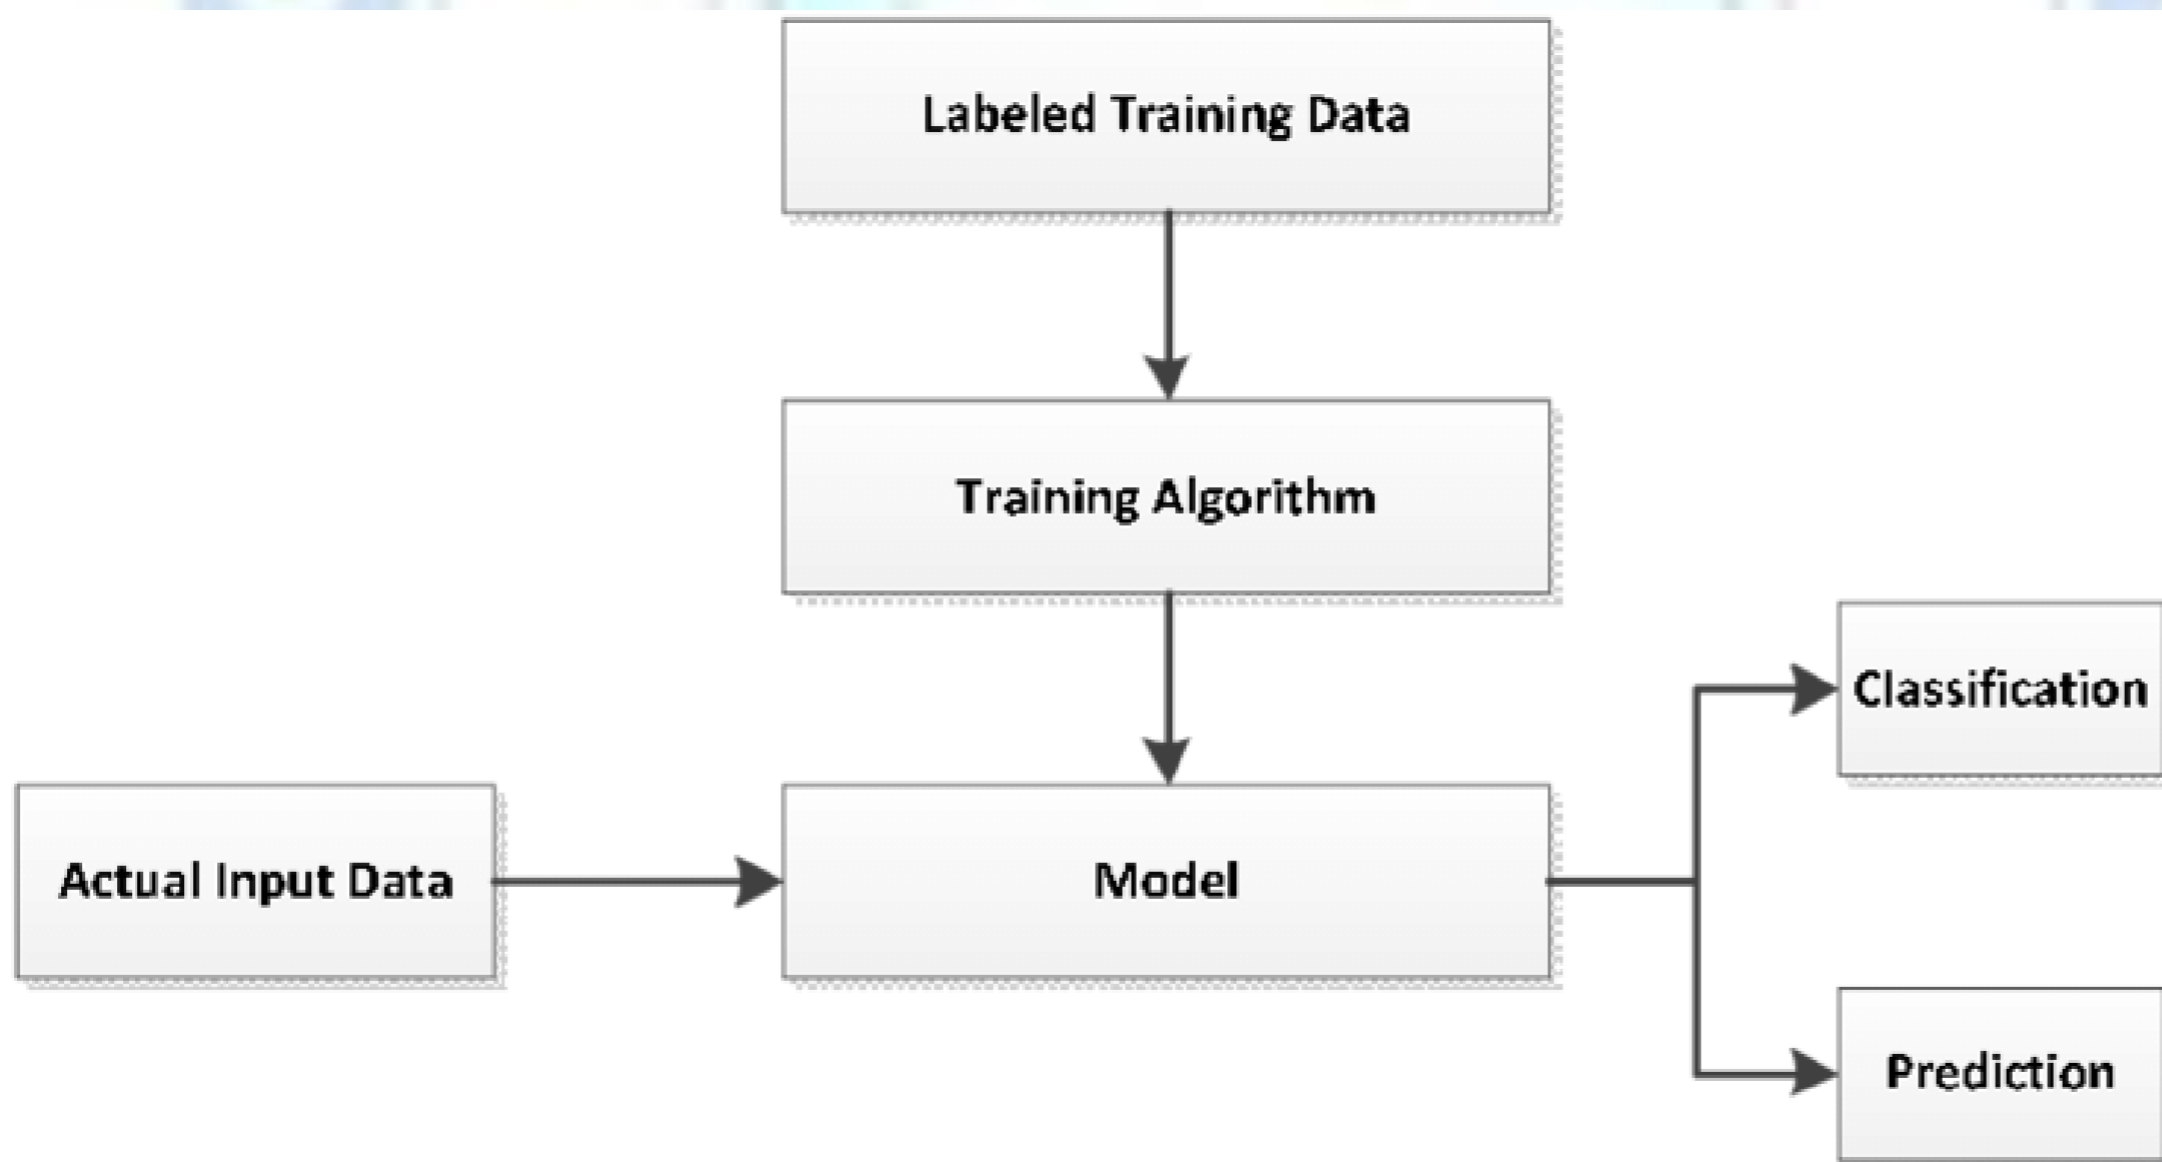 Labeled Training Data
Training Algorithm
Classification
Actual Input Data
Model
Prediction